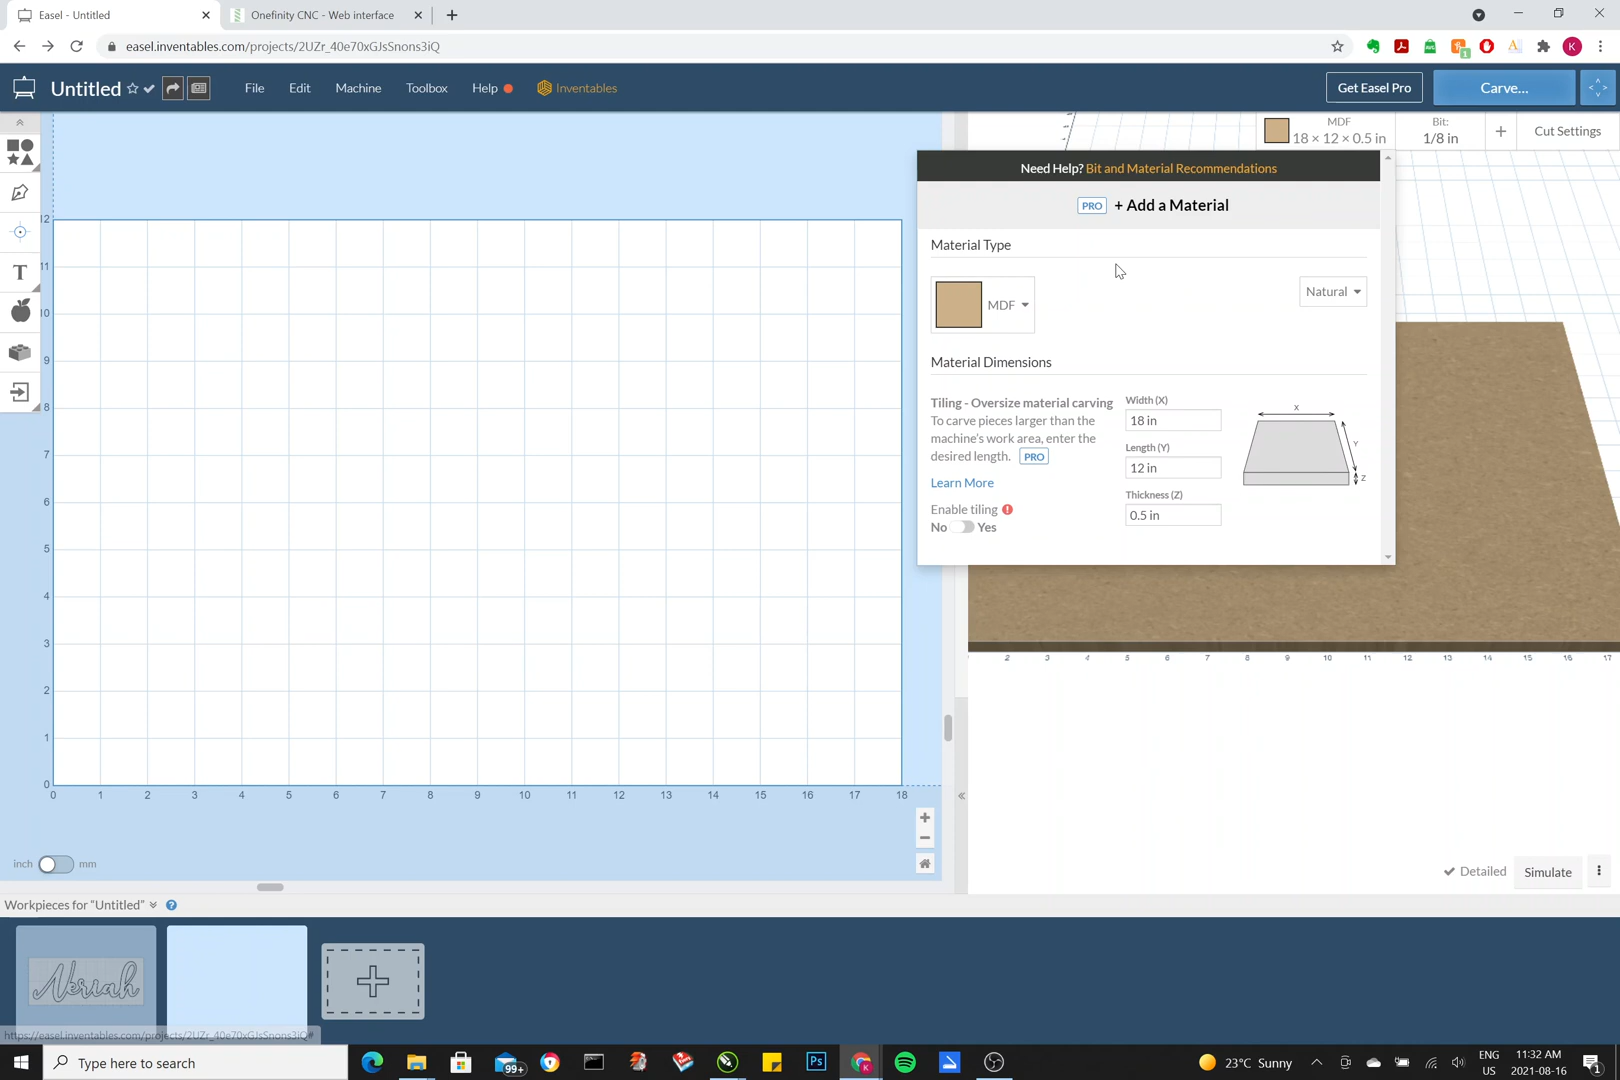 Easel - Untitled
Onefinity CNC - Web interface
easel.inventables.com/projects/2UZr_40e70xGJsSnons3iQ
Untitled
File
Edit
Machine
Toolbox
Help
Inventables
Get Easel Pro
Carve...
MDF
18 × 12 × 0.5 in
Bit:
1/8 in
Cut Settings
Need Help? Bit and Material Recommendations
PRO + Add a Material
Material Type
MDF
Natural
Material Dimensions
Tiling - Oversize material carving
To carve pieces larger than the
machine's work area, enter the
desired length. PRO
Learn More
Enable tiling
No Yes
Width (X)
18 in
Length (Y)
12 in
Thickness (Z)
0.5 in
X
Y
Z
T
12
11
10
9
8
7
6
5
4
3
2
1
0
0 1 2 3 4 5 6 7 8 9 10 11 12 13 14 15 16 17 18
2 3 4 5 6 7 8 9 10 11 12 13 14 15 16 17
inch mm
Detailed
Simulate
Workpieces for "Untitled"
Neriah
https://easel.inventables.com/projects/2UZr_40e70xGJsSnons3iQ#
Type here to search
99+
23°C Sunny
ENG
US
11:32 AM
2021-08-16
1